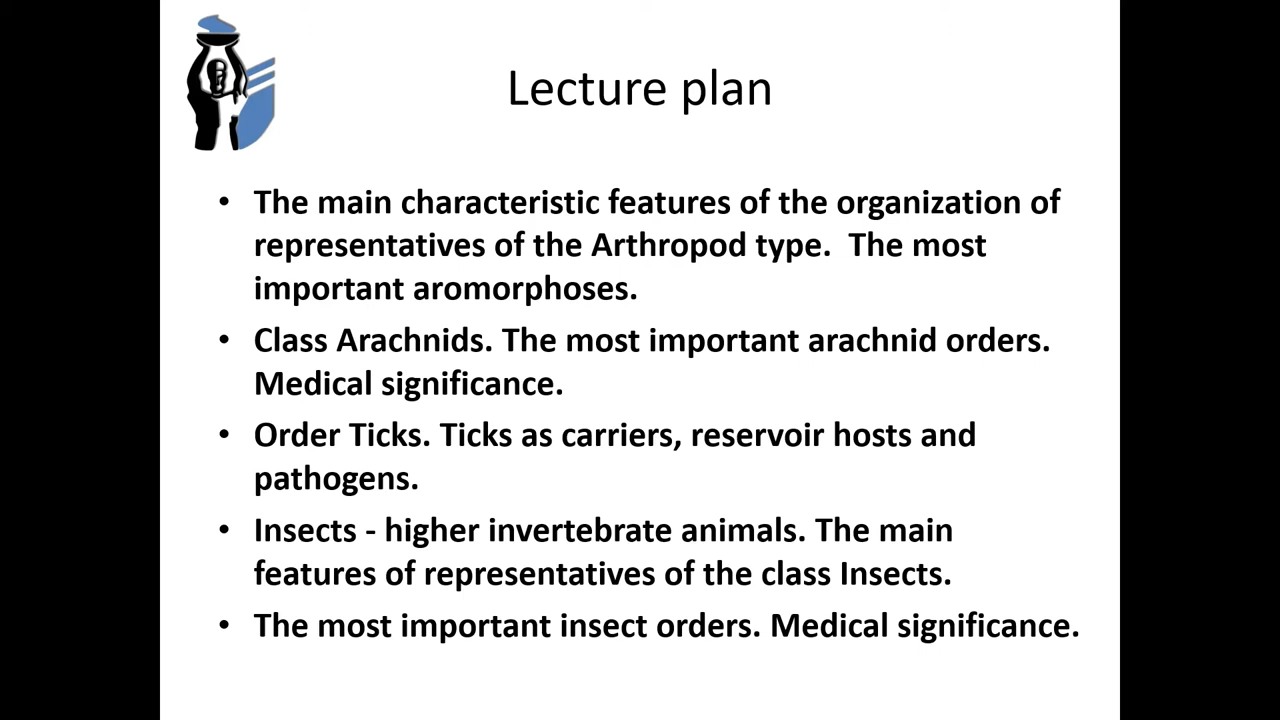 Lecture plan
• The main characteristic features of the organization of
representatives of the Arthropod type.  The most
important aromorphoses.
• Class Arachnids. The most important arachnid orders.
Medical significance.
• Order Ticks. Ticks as carriers, reservoir hosts and
pathogens.
• Insects - higher invertebrate animals. The main
features of representatives of the class Insects.
• The most important insect orders. Medical significance.